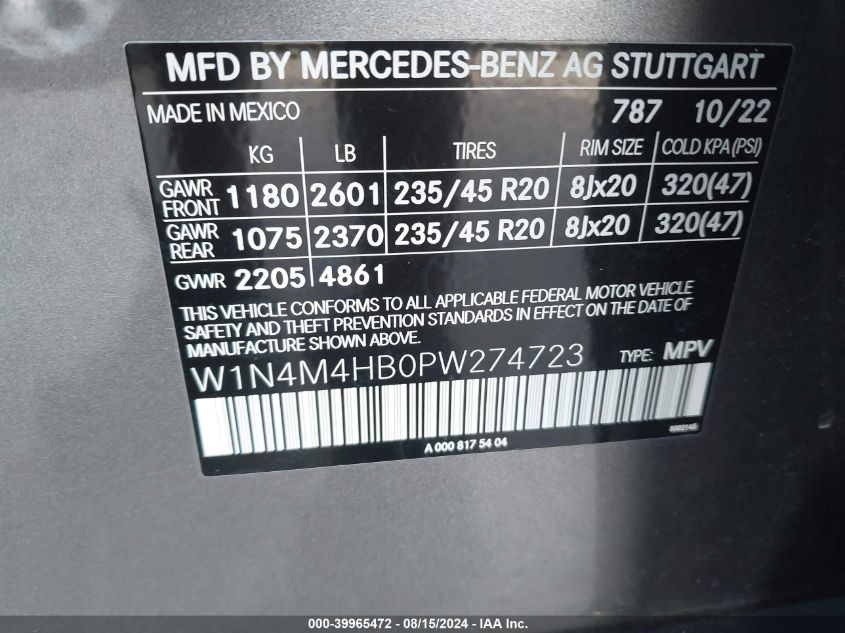 MFD BY MERCEDES-BENZ AG STUTTGART
MADE IN MEXICO 787 10/22
KG LB TIRES RIM SIZE COLD KPA (PSI)
GAWR FRONT 1180 2601 235/45 R20 8Jx20 320(47)
GAWR REAR 1075 2370 235/45 R20 8Jx20 320(47)
GVWR 2205 4861
THIS VEHICLE CONFORMS TO ALL APPLICABLE FEDERAL MOTOR VEHICLE
SAFETY AND THEFT PREVENTION STANDARDS IN EFFECT ON THE DATE OF
MANUFACTURE SHOWN ABOVE.
W1N4M4HB0PW274723 TYPE: MPV
A 000 817 54 04 0002145
000-39965472 - 08/15/2024 - IAA Inc.